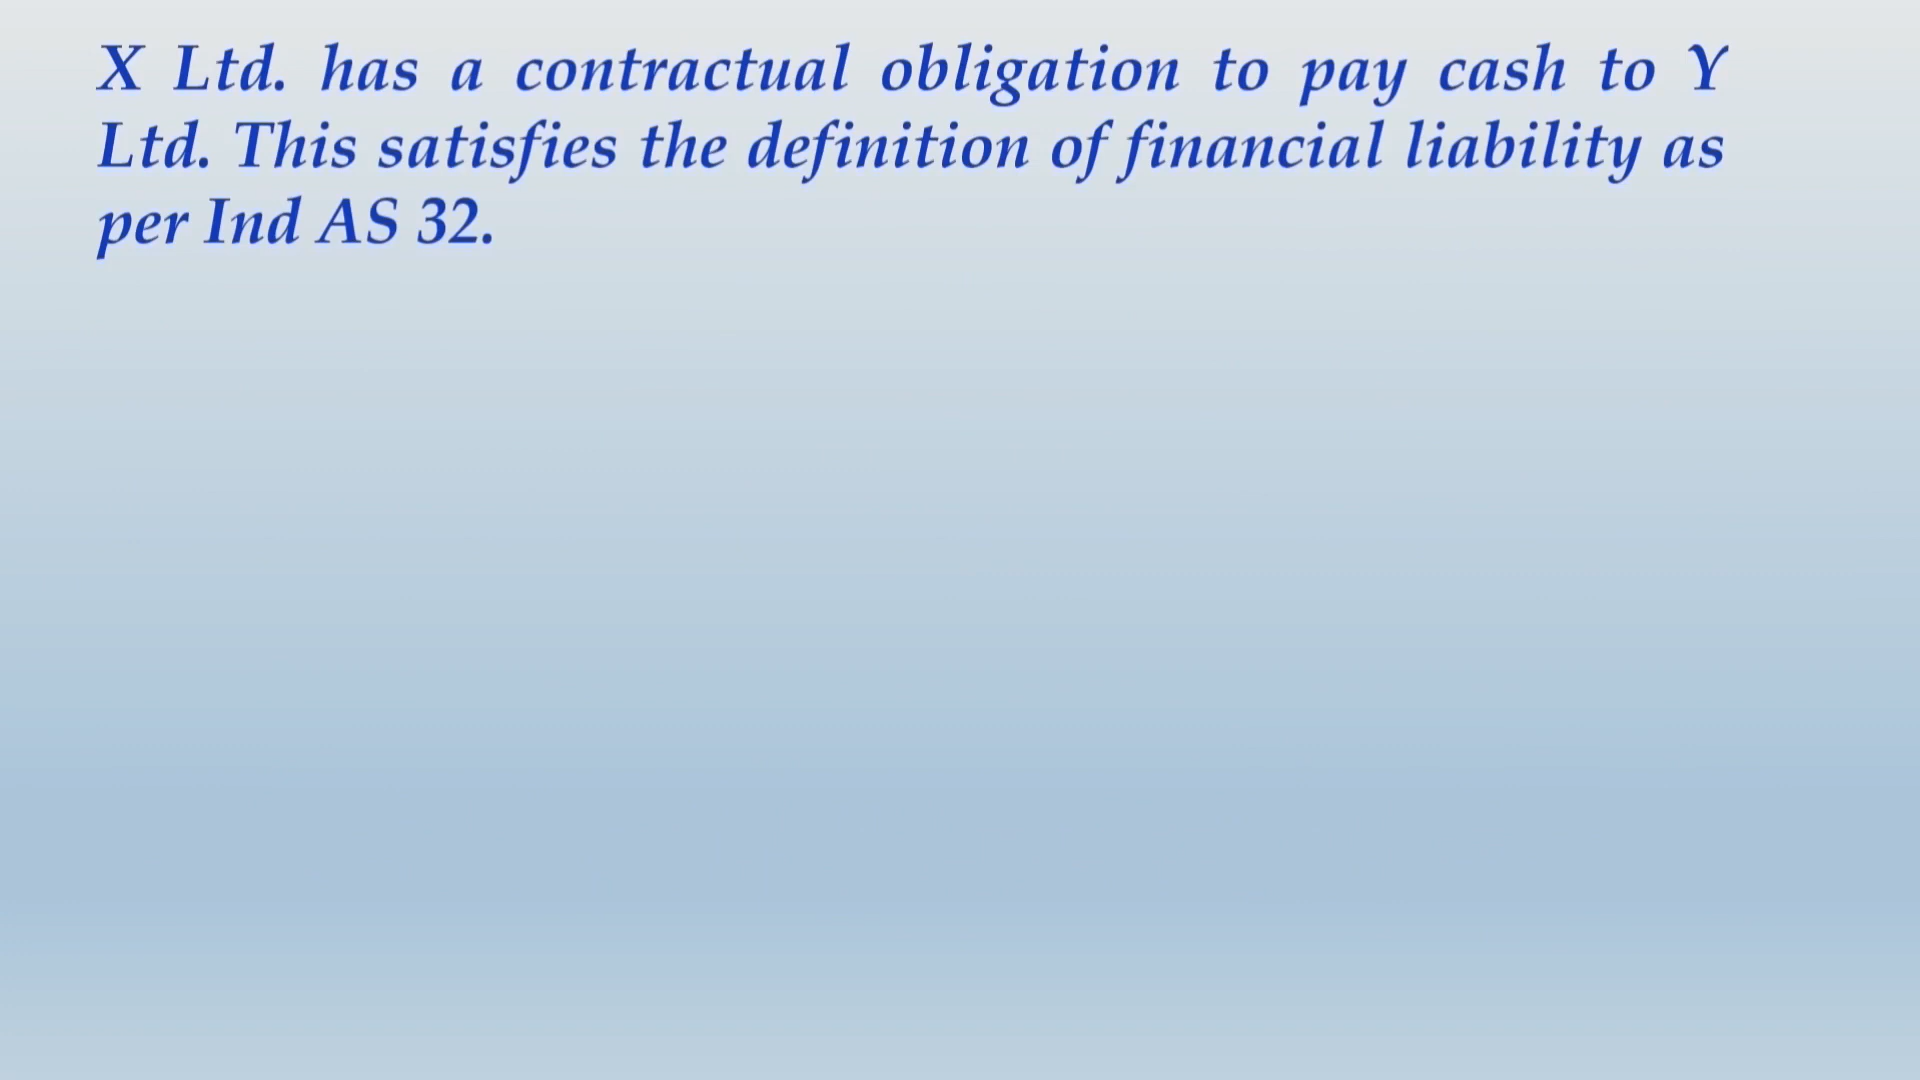 X Ltd. has a contractual obligation to pay cash to Y
Ltd. This satisfies the definition of financial liability as
per Ind AS 32.